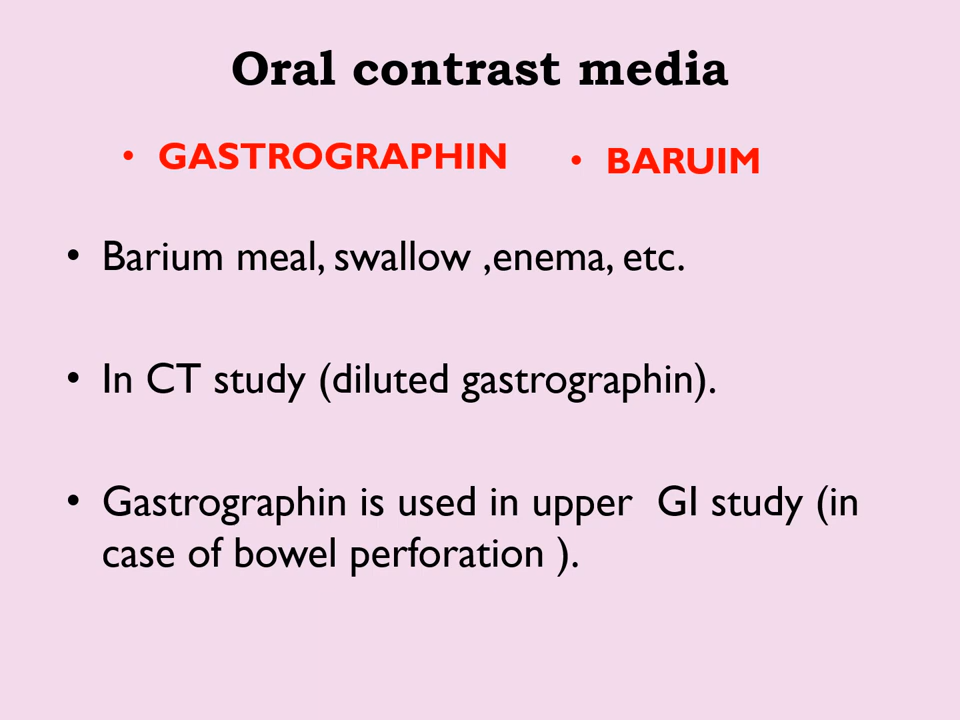 Oral contrast media
• GASTROGRAPHIN
• BARUIM
• Barium meal, swallow ,enema, etc.
• In CT study (diluted gastrographin).
• Gastrographin is used in upper  GI study (in
case of bowel perforation ).